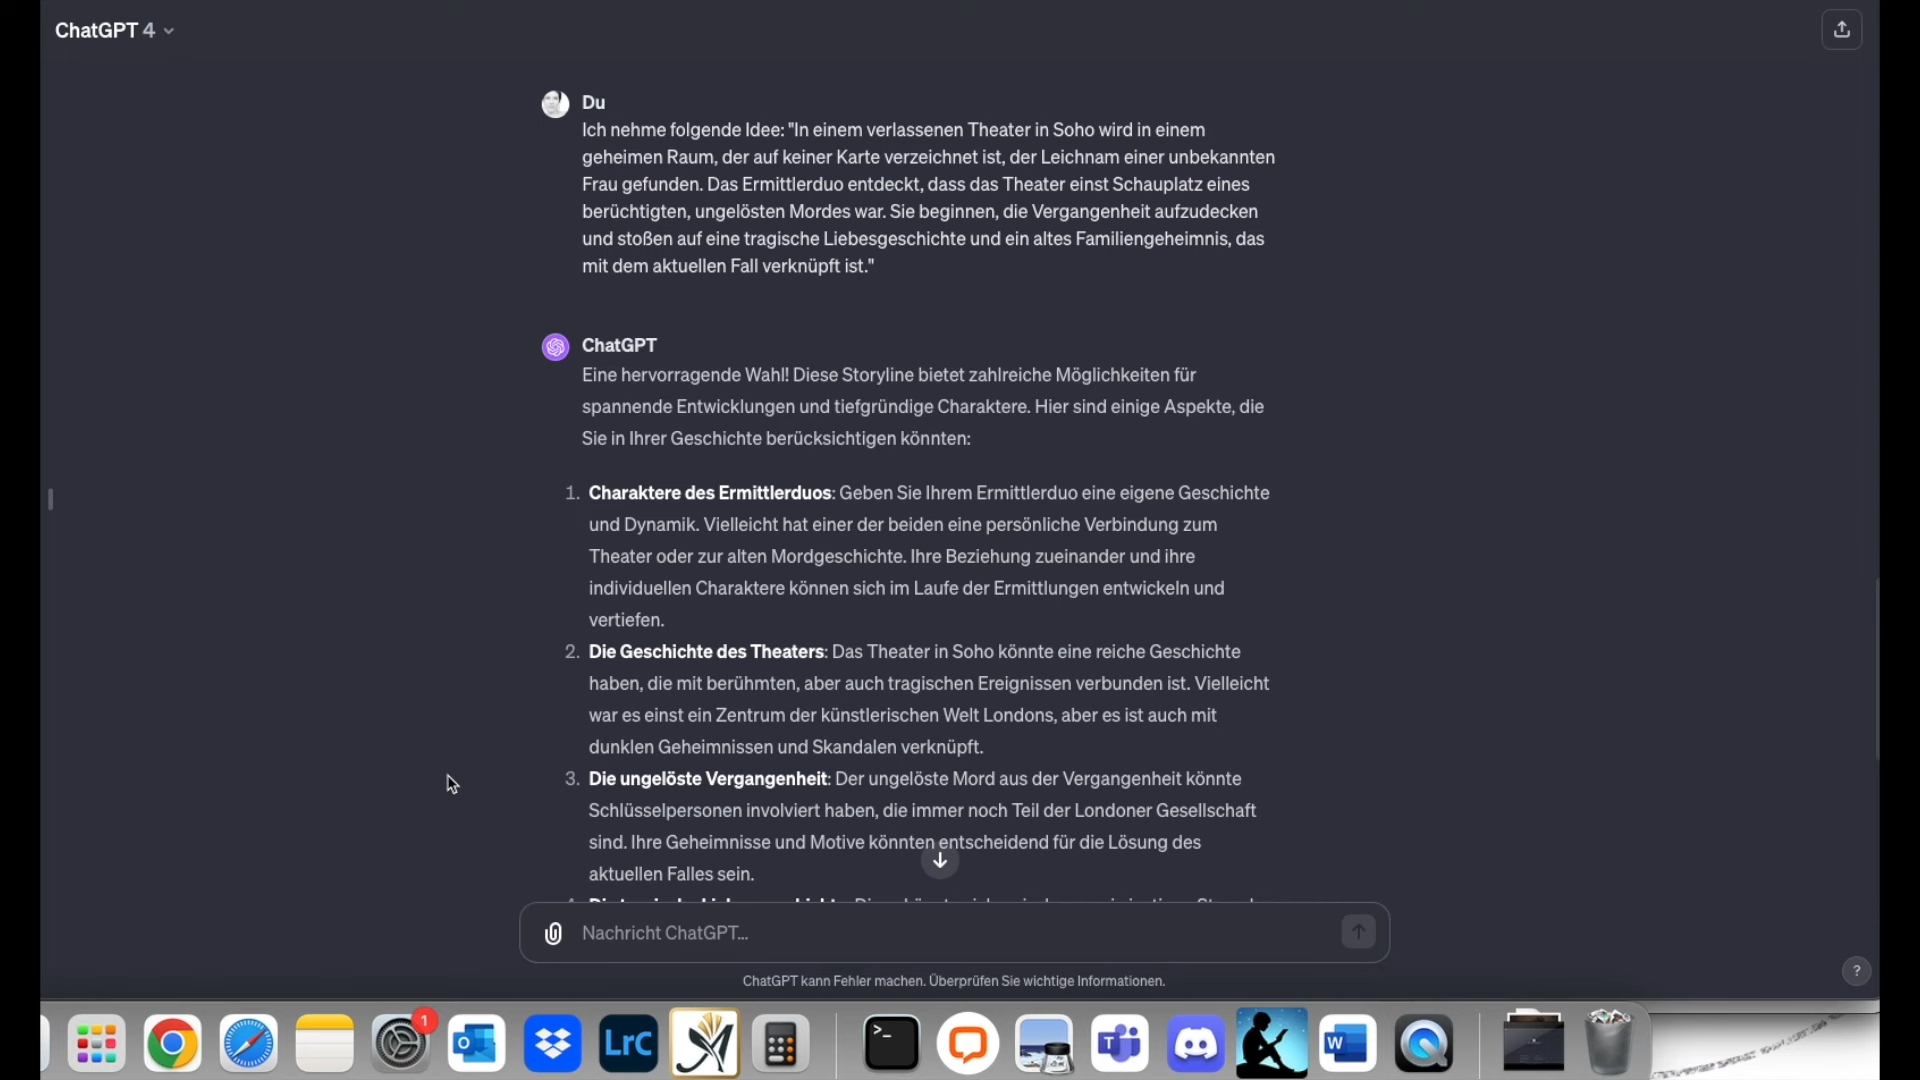 ChatGPT 4
Du
Ich nehme folgende Idee: "In einem verlassenen Theater in Soho wird in einem
geheimen Raum, der auf keiner Karte verzeichnet ist, der Leichnam einer unbekannten
Frau gefunden. Das Ermittlerduo entdeckt, dass das Theater einst Schauplatz eines
berüchtigten, ungelösten Mordes war. Sie beginnen, die Vergangenheit aufzudecken
und stoßen auf eine tragische Liebesgeschichte und ein altes Familiengeheimnis, das
mit dem aktuellen Fall verknüpft ist."
ChatGPT
Eine hervorragende Wahl! Diese Storyline bietet zahlreiche Möglichkeiten für
spannende Entwicklungen und tiefgründige Charaktere. Hier sind einige Aspekte, die
Sie in Ihrer Geschichte berücksichtigen könnten:
1. Charaktere des Ermittlerduos: Geben Sie Ihrem Ermittlerduo eine eigene Geschichte
und Dynamik. Vielleicht hat einer der beiden eine persönliche Verbindung zum
Theater oder zur alten Mordgeschichte. Ihre Beziehung zueinander und ihre
individuellen Charaktere können sich im Laufe der Ermittlungen entwickeln und
vertiefen.
2. Die Geschichte des Theaters: Das Theater in Soho könnte eine reiche Geschichte
haben, die mit berühmten, aber auch tragischen Ereignissen verbunden ist. Vielleicht
war es einst ein Zentrum der künstlerischen Welt Londons, aber es ist auch mit
dunklen Geheimnissen und Skandalen verknüpft.
3. Die ungelöste Vergangenheit: Der ungelöste Mord aus der Vergangenheit könnte
Schlüsselpersonen involviert haben, die immer noch Teil der Londoner Gesellschaft
sind. Ihre Geheimnisse und Motive könnten entscheidend für die Lösung des
aktuellen Falles sein.
Nachricht ChatGPT...
ChatGPT kann Fehler machen. Überprüfen Sie wichtige Informationen.
?
1
LrC